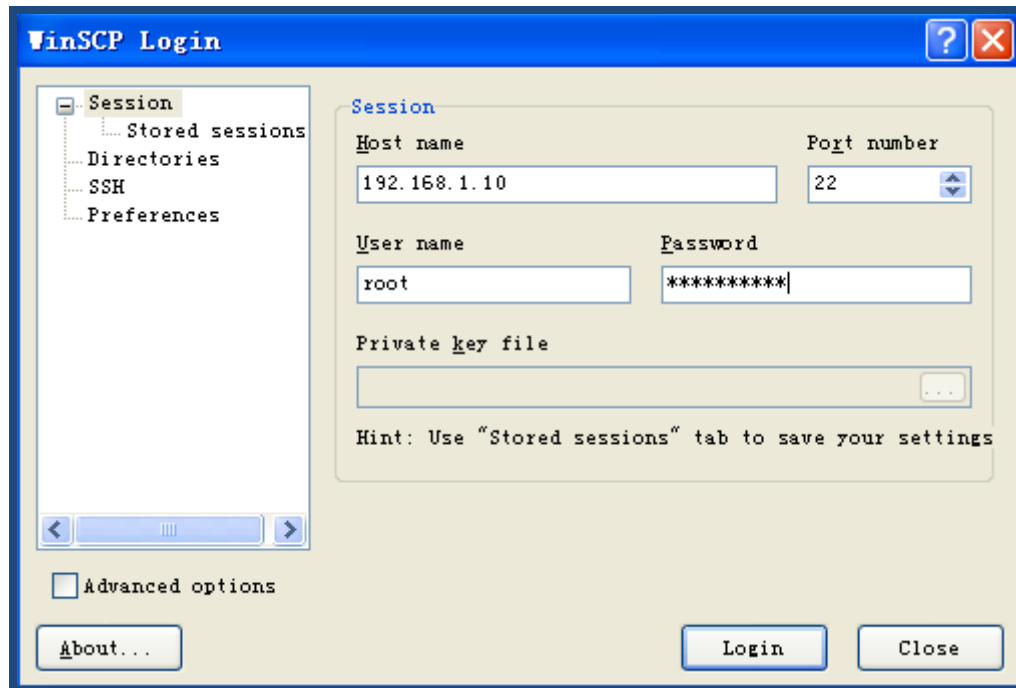 WinSCP Login
Session
Stored sessions
Directories
SSH
Preferences
Session
Host name Port number
192.168.1.10 22
User name Password
root **********
Private key file
...
Hint: Use "Stored sessions" tab to save your settings
Advanced options
About... Login Close